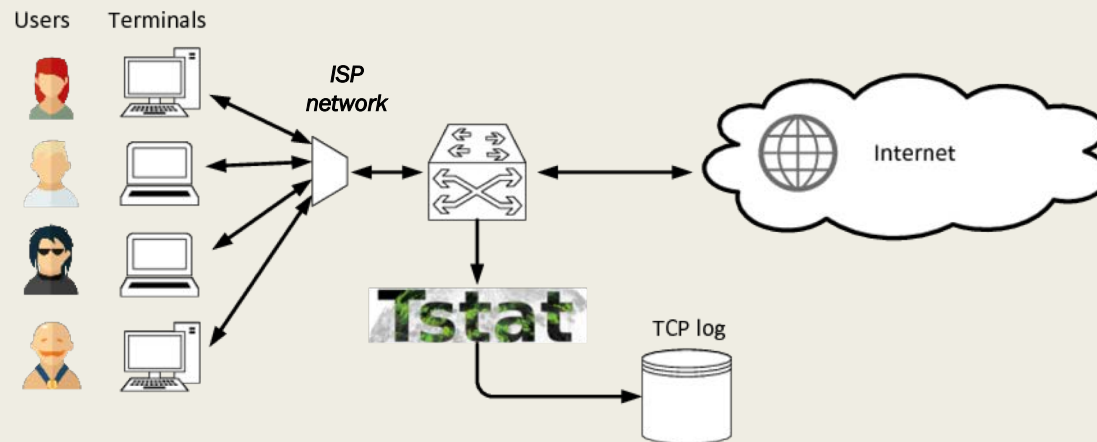 Users Terminals
ISP
network
Internet
Tstat
TCP log